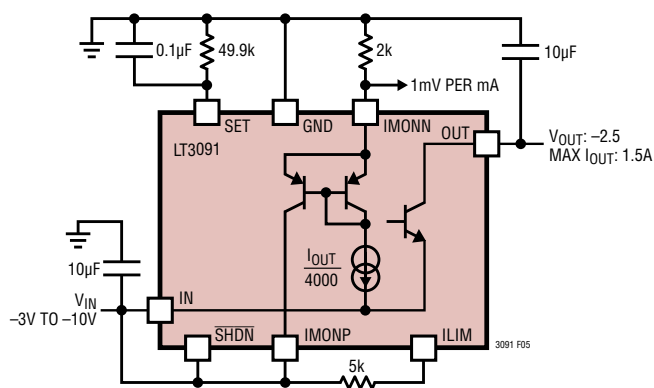 0.1µF
49.9k
2k
10µF
1mV PER mA
SET
GND
IMONN
OUT
LT3091
VOUT: –2.5
MAX IOUT: 1.5A
10µF
IOUT
4000
VIN
–3V TO –10V
IN
SHDN
IMONP
ILIM
3091 F05
5k